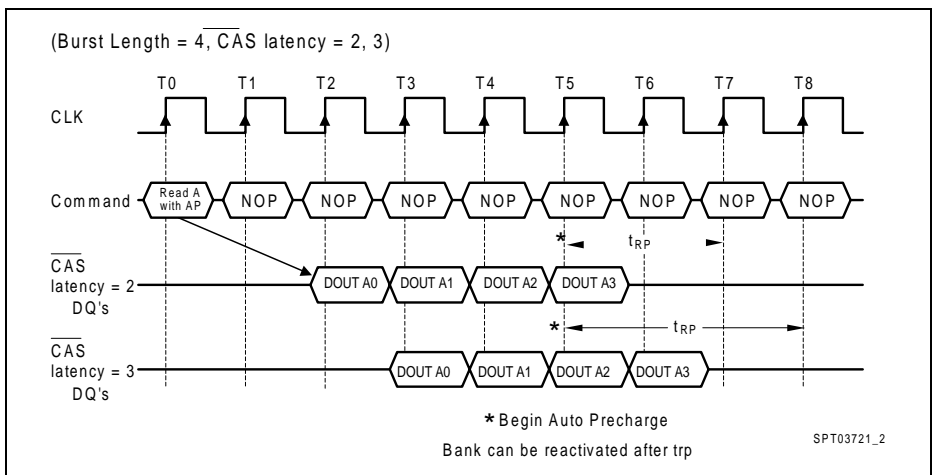 (Burst Length = 4, CAS latency = 2, 3)
T0 T1 T2 T3 T4 T5 T6 T7 T8
CLK
Command Read A with AP NOP NOP NOP NOP NOP NOP NOP NOP
* tRP
CAS
latency = 2 DOUT A0 DOUT A1 DOUT A2 DOUT A3
DQ's
* tRP
CAS
latency = 3 DOUT A0 DOUT A1 DOUT A2 DOUT A3
DQ's
* Begin Auto Precharge
Bank can be reactivated after trp
SPT03721_2